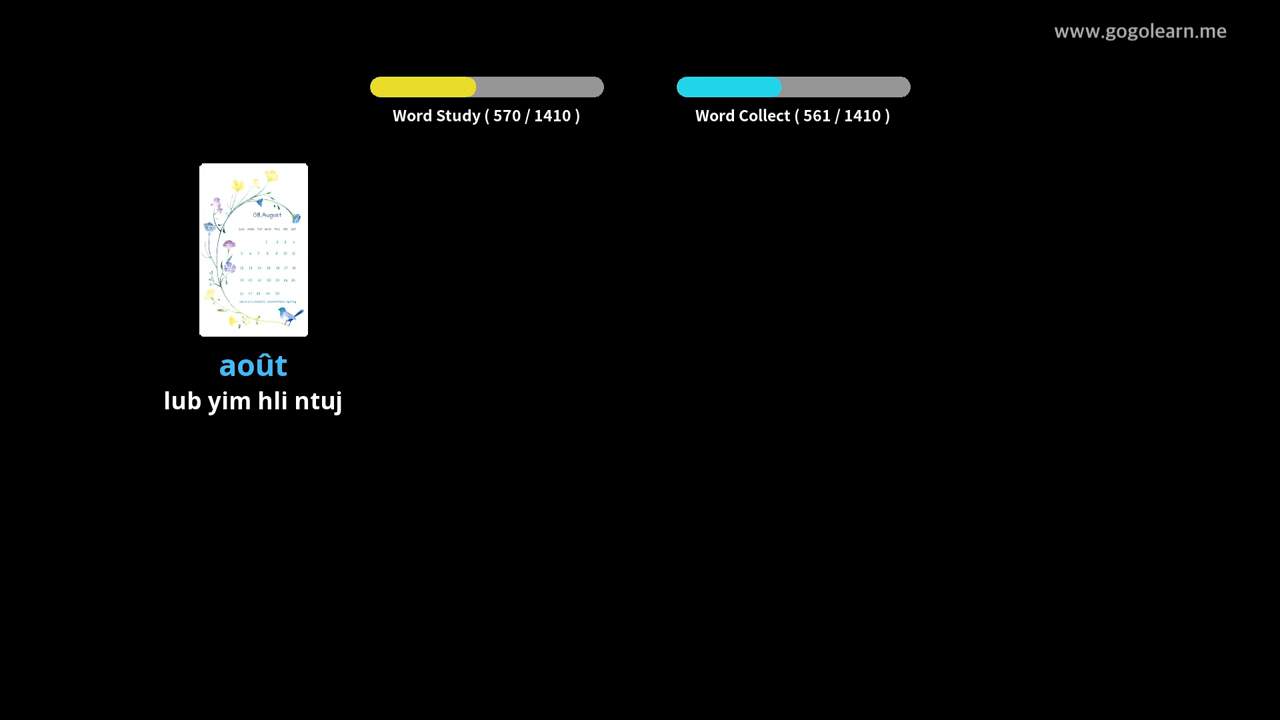 www.gogolearn.me
Word Study ( 570 / 1410 )
Word Collect ( 561 / 1410 )
08 August
août
lub yim hli ntuj